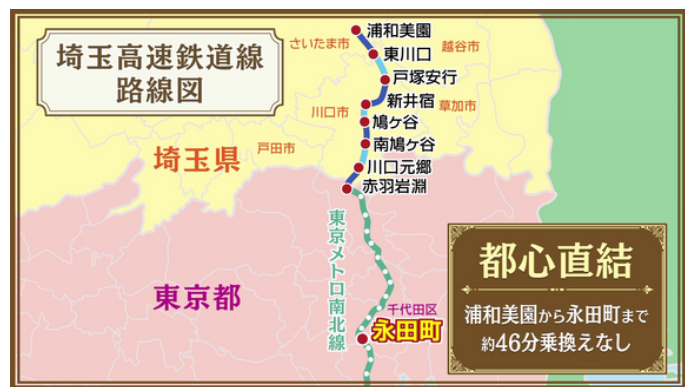 埼玉高速鉄道線
路線図
浦和美園
さいたま市
東川口
越谷市
戸塚安行
新井宿
川口市
草加市
鳩ヶ谷
南鳩ヶ谷
戸田市
埼玉県
川口元郷
赤羽岩淵
東京メトロ南北線
東京都
千代田区
永田町
都心直結
浦和美園から永田町まで
約46分乗換えなし